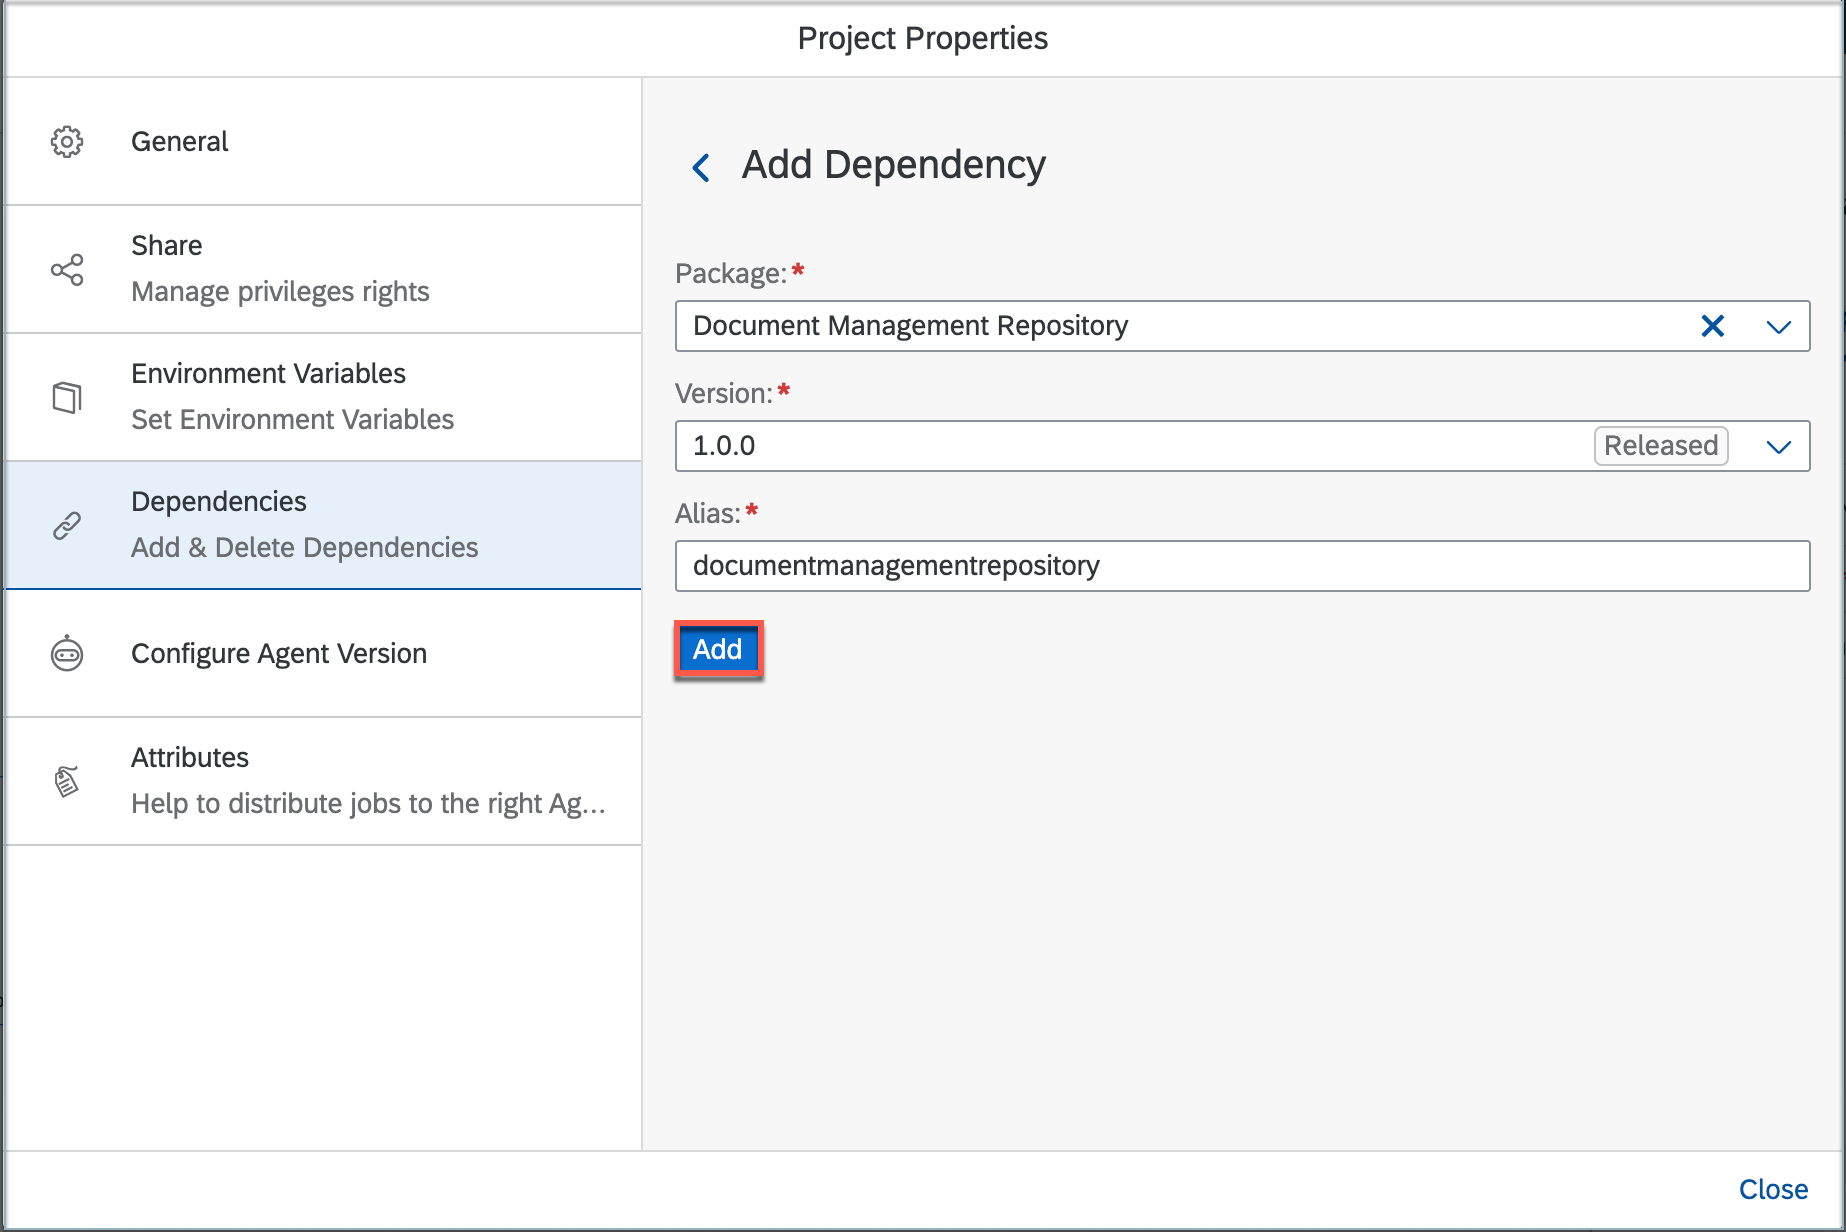 Project Properties
General
Share
Manage privileges rights
Environment Variables
Set Environment Variables
Dependencies
Add & Delete Dependencies
Configure Agent Version
Attributes
Help to distribute jobs to the right Ag...
Add Dependency
Package:*
Document Management Repository
Version:*
1.0.0 Released
Alias:*
documentmanagementrepository
Add
Close